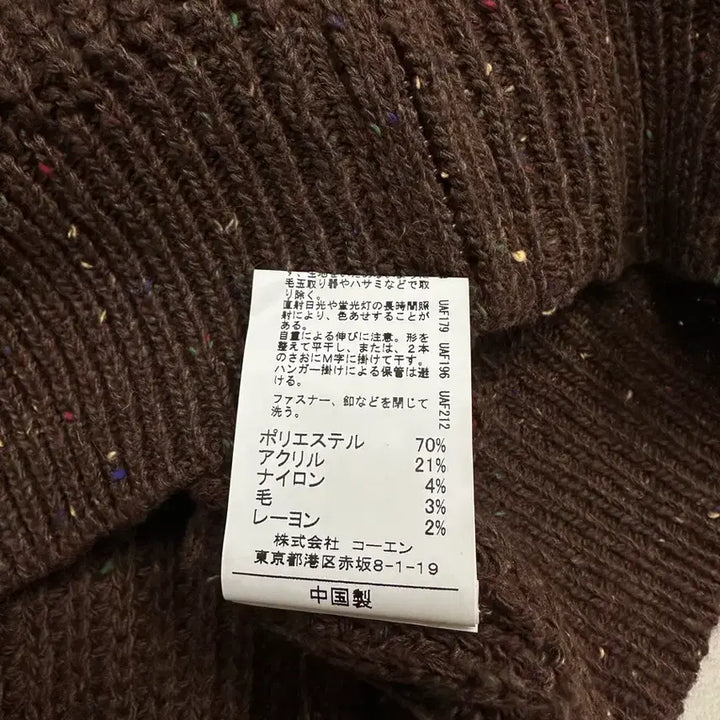 毛玉取り器やハサミなどで取
り除く。
直射日光や蛍光灯の長時間照
射により、色あせすることが
ある。
自重による伸びに注意。形を
整えて平干し、または、2本
のさおにM字に掛けて干す。
ハンガー掛けによる保管は避
ける。
ファスナー、釦などを閉じて
洗う。
UAF179 UAF196 UAF212
ポリエステル 70%
アクリル 21%
ナイロン 4%
毛 3%
レーヨン 2%
株式会社 コーエン
東京都港区赤坂8-1-19
中国製